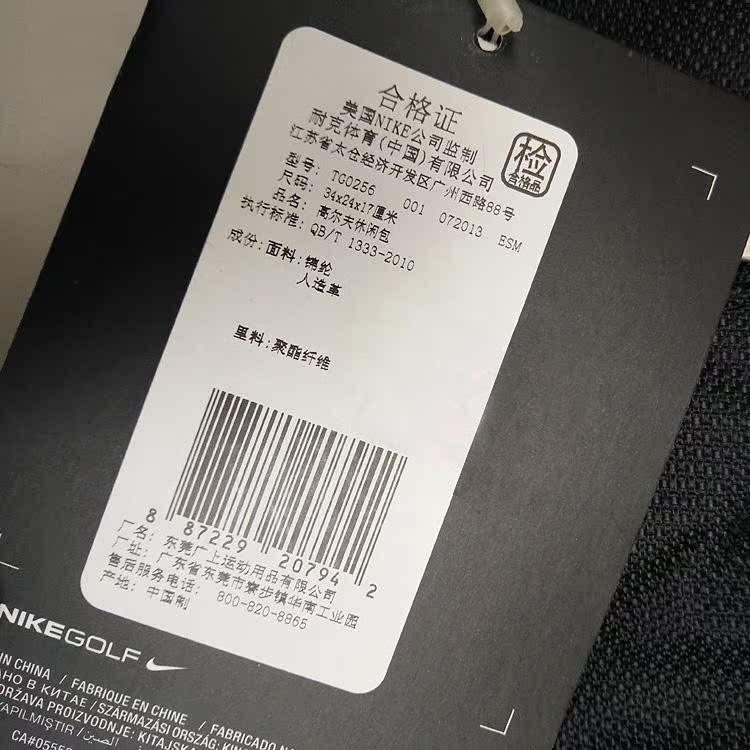 合格证
美国NIKE公司监制
耐克体育(中国)有限公司
江苏省太仓经济开发区广州西路88号
检
合格品
型号: TG0256 001 072013 ESM
尺码: 34x24x17厘米
品名: 高尔夫休闲包
执行标准: QB/T 1333-2010
成份: 面料: 锦纶
人造革
里料: 聚酯纤维
8 87229 20794 2
厂名: 东莞广上运动用品有限公司
厂址: 广东省东莞市寮步镇华南工业园
售后服务电话: 800-820-8865
产地: 中国制
NIKEGOLF
IN CHINA / FABRIQUE EN CHINE / FABRICADO
АНО В КИТАЕ / SZÁRMAZÁSI ORSZÁG:
DRŽAVA PROIZVODNJE: KITAJSKA
YAPILMIŞTIR / الصين